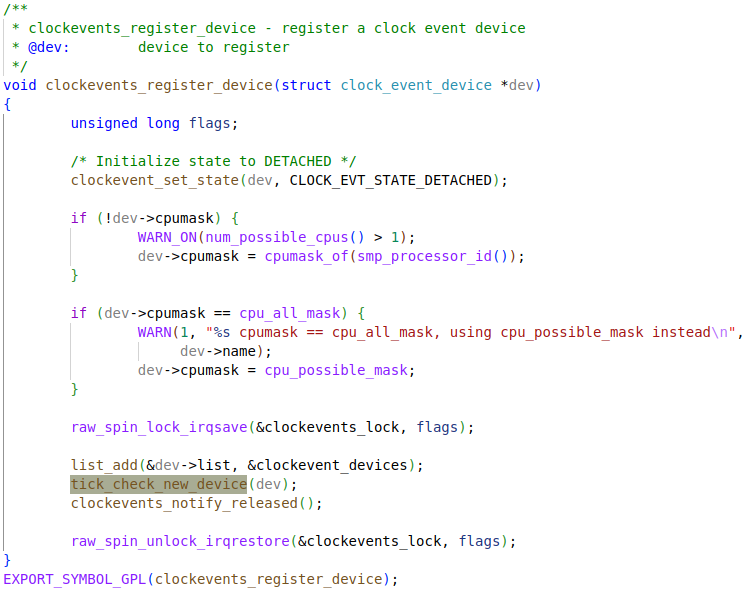 /**
 * clockevents_register_device - register a clock event device
 * @dev:        device to register
 */
void clockevents_register_device(struct clock_event_device *dev)
{
        unsigned long flags;

        /* Initialize state to DETACHED */
        clockevent_set_state(dev, CLOCK_EVT_STATE_DETACHED);

        if (!dev->cpumask) {
                WARN_ON(num_possible_cpus() > 1);
                dev->cpumask = cpumask_of(smp_processor_id());
        }

        if (dev->cpumask == cpu_all_mask) {
                WARN(1, "%s cpumask == cpu_all_mask, using cpu_possible_mask instead\n",
                     dev->name);
                dev->cpumask = cpu_possible_mask;
        }

        raw_spin_lock_irqsave(&clockevents_lock, flags);

        list_add(&dev->list, &clockevent_devices);
        tick_check_new_device(dev);
        clockevents_notify_released();

        raw_spin_unlock_irqrestore(&clockevents_lock, flags);
}
EXPORT_SYMBOL_GPL(clockevents_register_device);